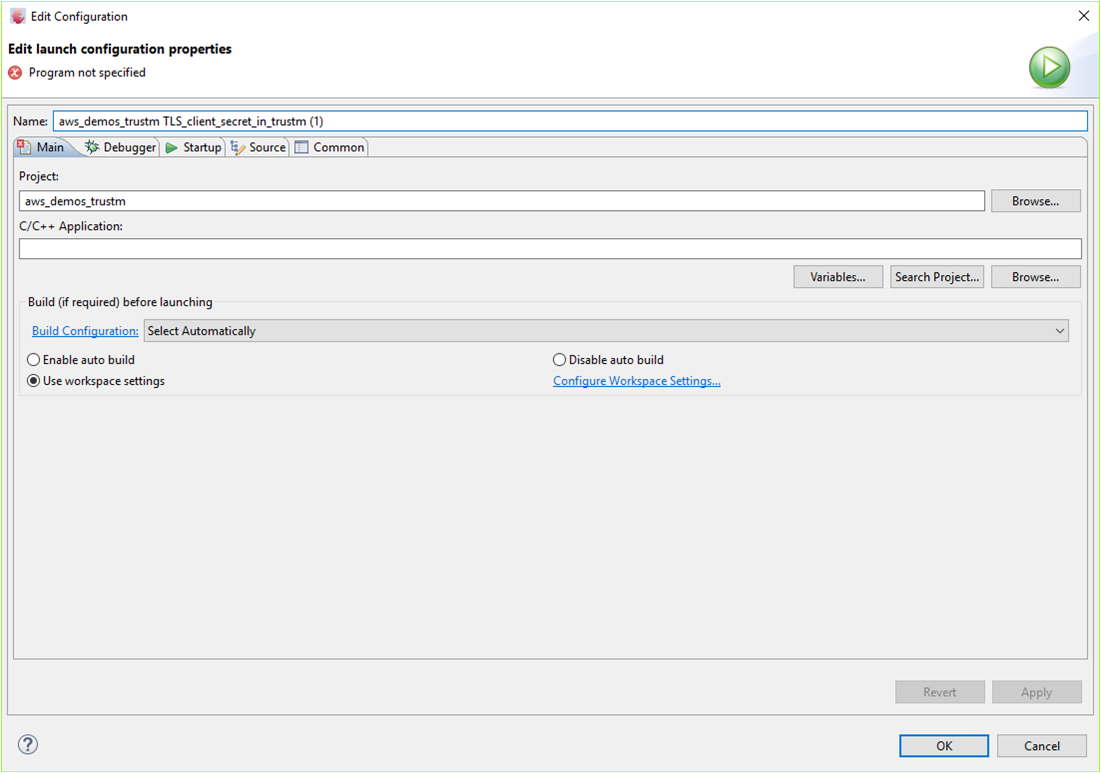 Edit Configuration
Edit launch configuration properties
Program not specified
Name: aws_demos_trustm TLS_client_secret_in_trustm (1)
Main Debugger Startup Source Common
Project:
aws_demos_trustm Browse...
C/C++ Application:
Variables... Search Project... Browse...
Build (if required) before launching
Build Configuration: Select Automatically
Enable auto build Disable auto build
Use workspace settings Configure Workspace Settings...
Revert Apply
? OK Cancel